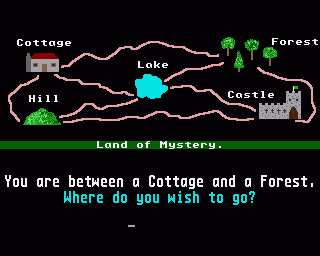 Cottage
Forest
Lake
Hill
Castle
Land of Mystery.
You are between a Cottage and a Forest.
Where do you wish to go?
_